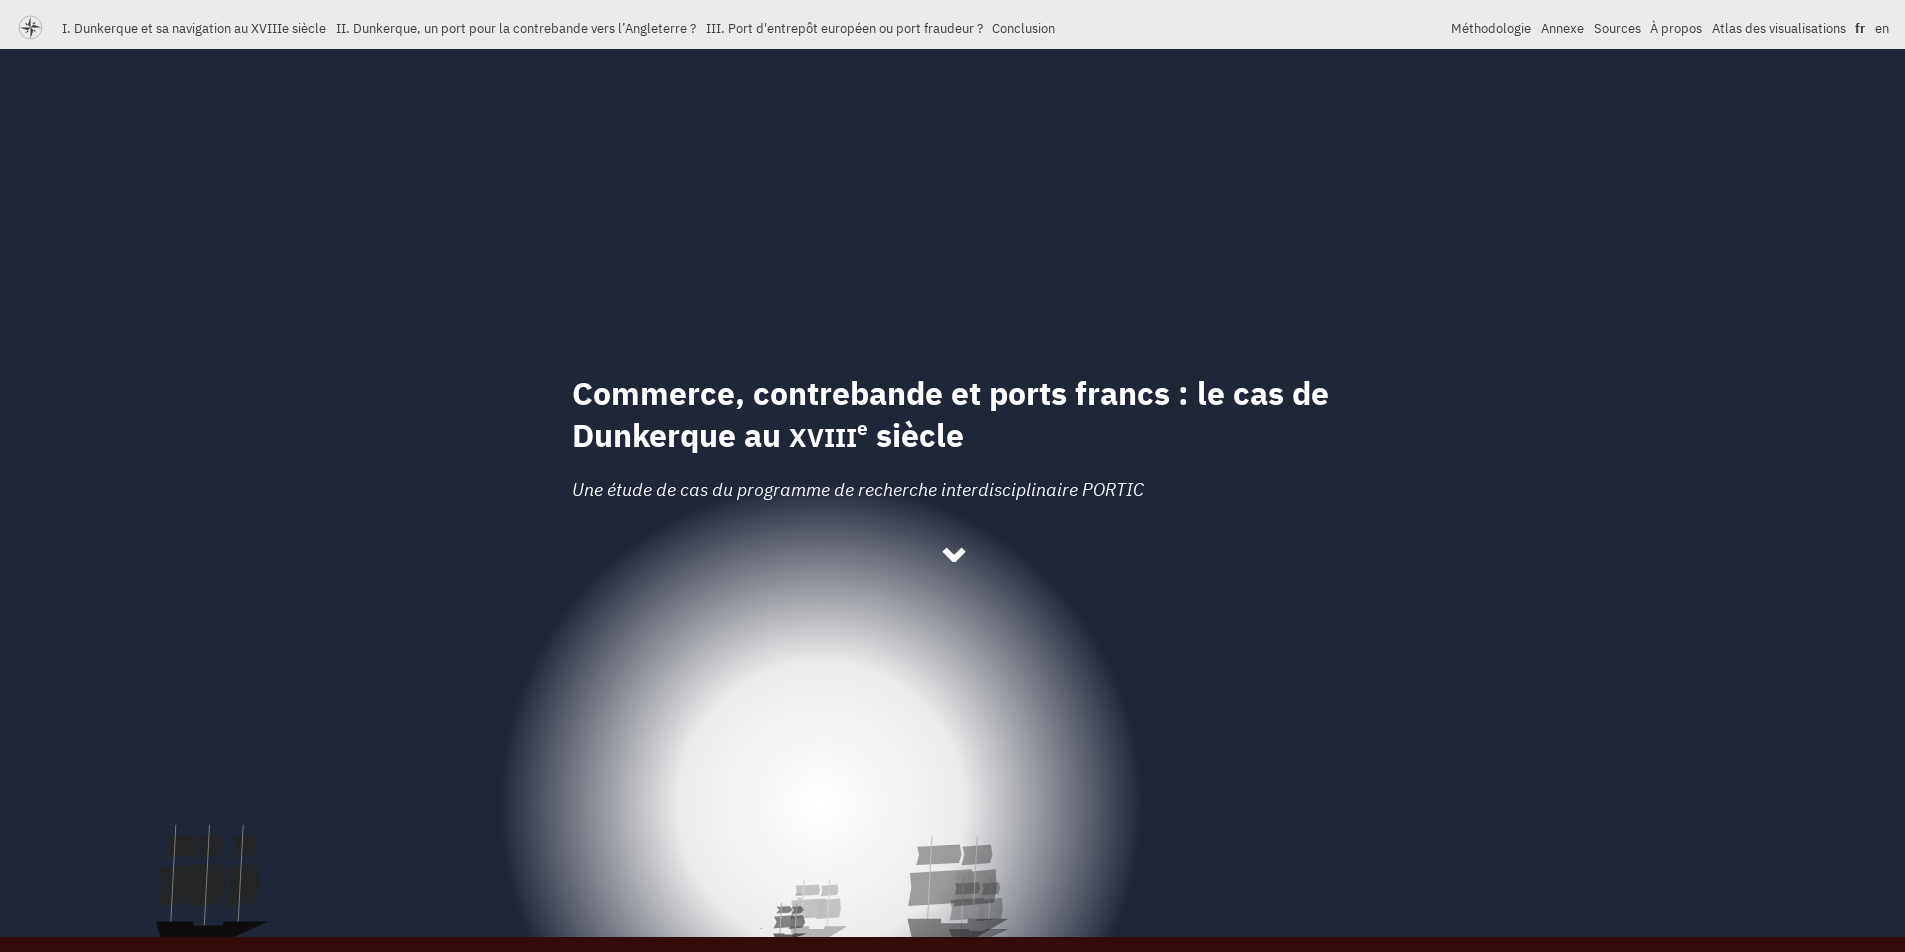 I. Dunkerque et sa navigation au XVIIIe siècle II. Dunkerque, un port pour la contrebande vers l’Angleterre ? III. Port d'entrepôt européen ou port fraudeur ? Conclusion Méthodologie Annexe Sources À propos Atlas des visualisations fr en
Commerce, contrebande et ports francs : le cas de
Dunkerque au XVIIIe siècle
Une étude de cas du programme de recherche interdisciplinaire PORTIC